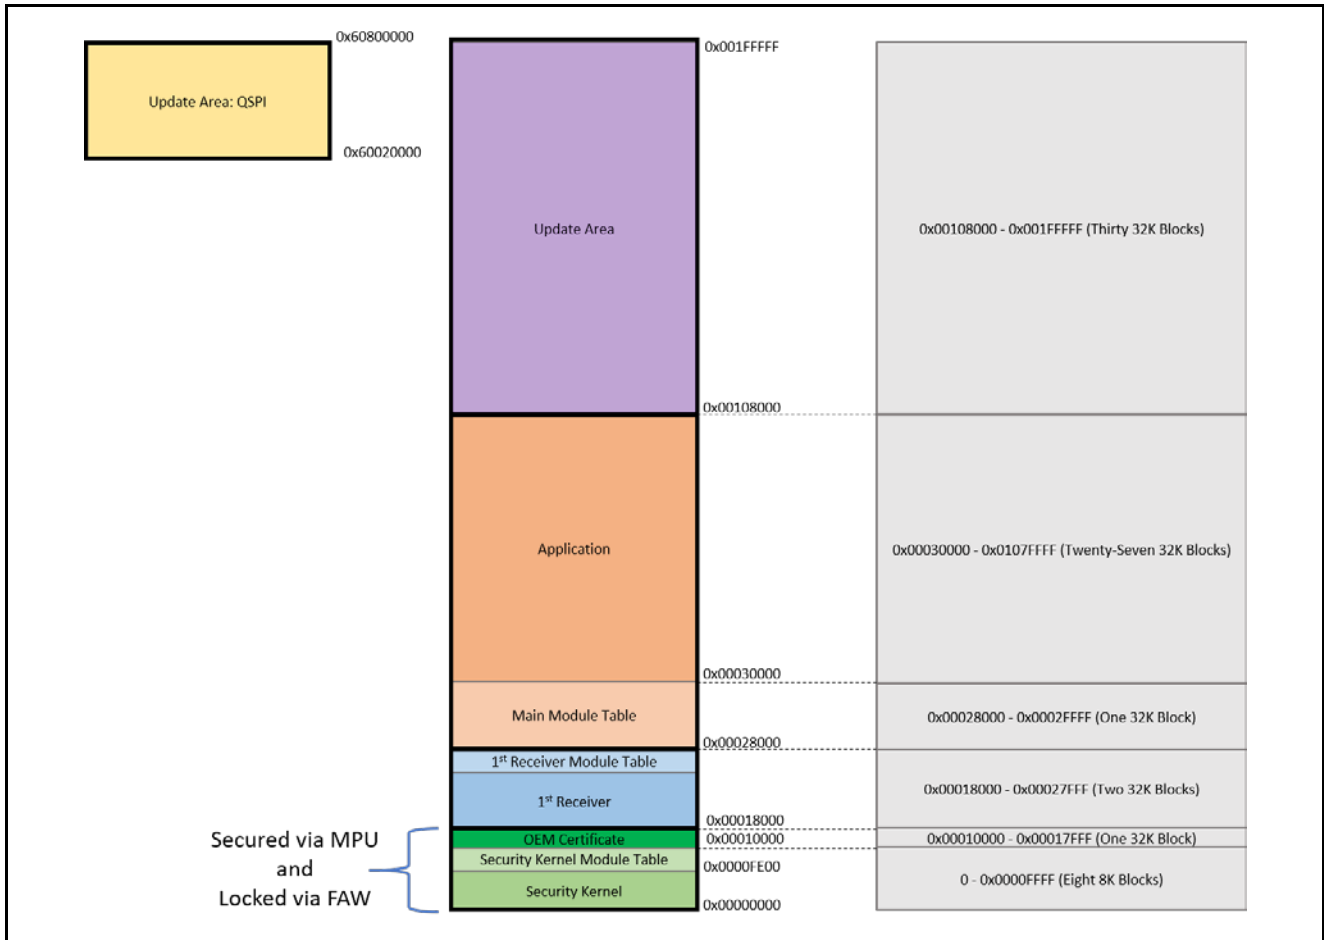 0x60800000
Update Area: QSPI
0x60020000
0x001FFFFF
Update Area
0x00108000 - 0x001FFFFF (Thirty 32K Blocks)
0x00108000
Application
0x00030000 - 0x0107FFFF (Twenty-Seven 32K Blocks)
0x00030000
Main Module Table
0x00028000 - 0x0002FFFF (One 32K Block)
0x00028000
1st Receiver Module Table
0x00018000 - 0x00027FFF (Two 32K Blocks)
1st Receiver
0x00018000
Secured via MPU
and
Locked via FAW
OEM Certificate
0x00010000
0x00010000 - 0x00017FFF (One 32K Block)
Security Kernel Module Table
0x0000FE00
0 - 0x0000FFFF (Eight 8K Blocks)
Security Kernel
0x00000000